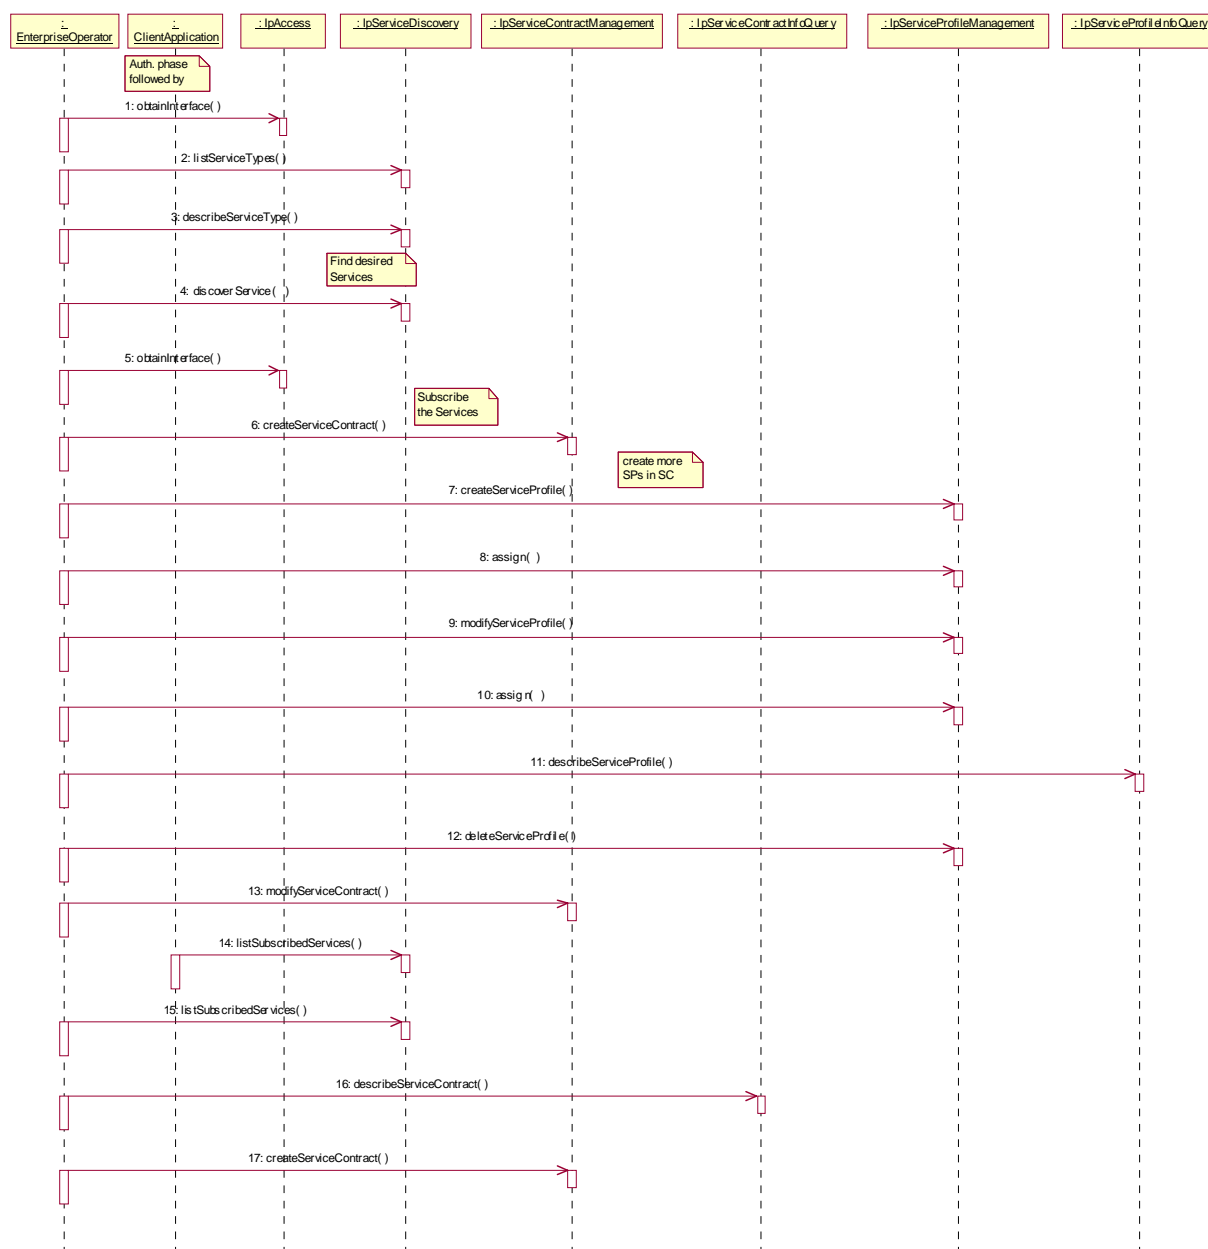 :
EnterpriseOperator
:
ClientApplication
: IpAccess
: IpServiceDiscovery
: IpServiceContractManagement
: IpServiceContractInfoQuery
: IpServiceProfileManagement
: IpServiceProfileInfoQuery
Auth. phase
followed by
1: obtainInterface( )
2: listServiceTypes( )
3: describeServiceType( )
Find desired
Services
4: discoverService( )
5: obtainInterface( )
Subscribe
the Services
6: createServiceContract( )
create more
SPs in SC
7: createServiceProfile( )
8: assign( )
9: modifyServiceProfile( )
10: assign( )
11: describeServiceProfile( )
12: deleteServiceProfile( )
13: modifyServiceContract( )
14: listSubscribedServices( )
15: listSubscribedServices( )
16: describeServiceContract( )
17: createServiceContract( )